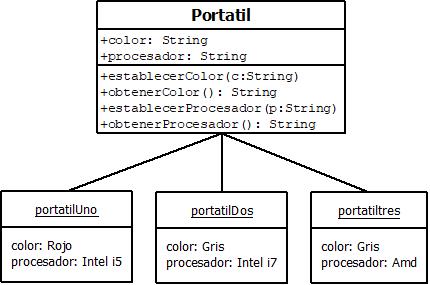 Portatil
+color: String
+procesador: String
+establecerColor(c:String)
+obtenerColor(): String
+establecerProcesador(p:String)
+obtenerProcesador(): String
portatilUno
color: Rojo
procesador: Intel i5
portatilDos
color: Gris
procesador: Intel i7
portatiltres
color: Gris
procesador: Amd